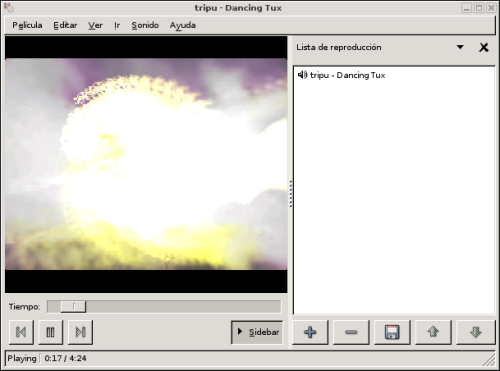 tripu - Dancing Tux
Película Editar Ver Ir Sonido Ayuda
Lista de reproducción
tripu - Dancing Tux
Tiempo:
Sidebar
Playing 0:17 / 4:24